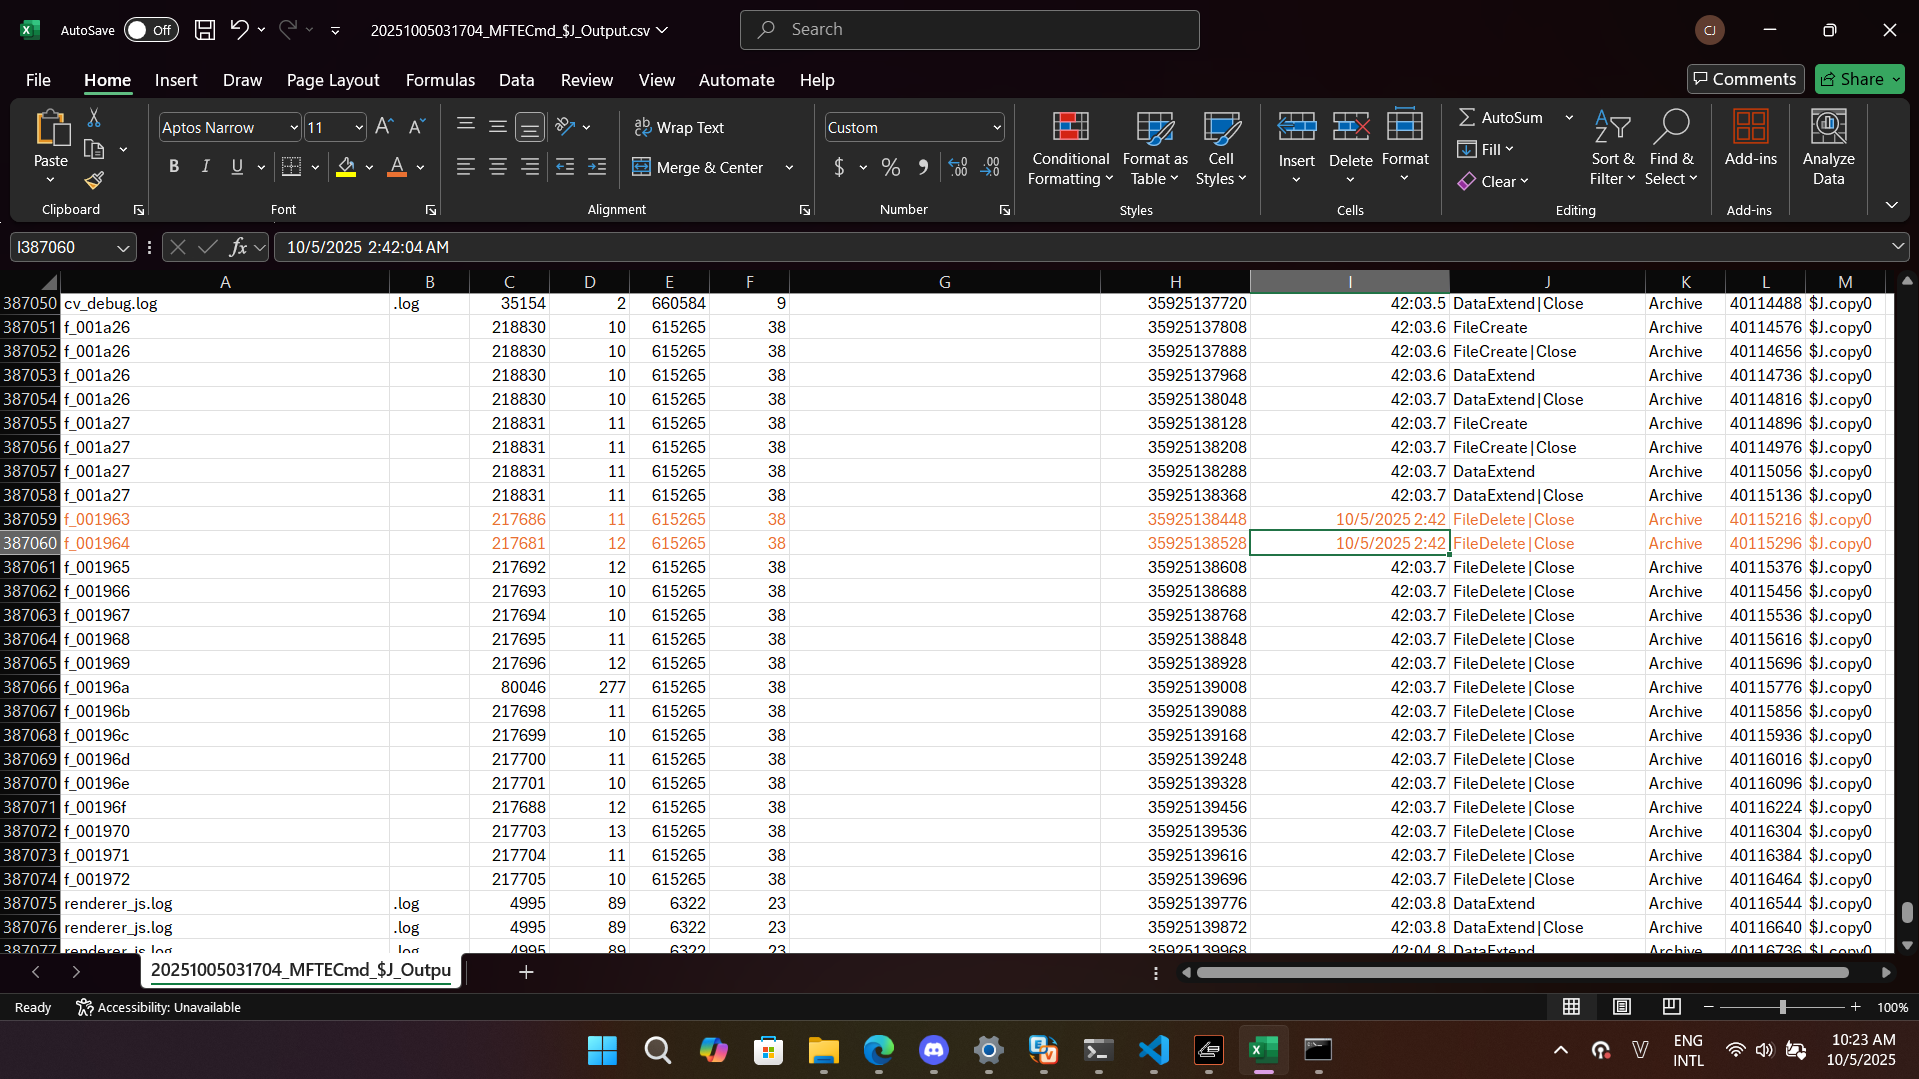 AutoSave Off 20251005031704_MFTECmd_$J_Output.csv Search CJ
File Home Insert Draw Page Layout Formulas Data Review View Automate Help Comments Share
Paste Aptos Narrow 11 Wrap Text Custom Conditional Formatting Format as Table Cell Styles Insert Delete Format AutoSum Fill Clear Sort & Filter Find & Select Add-ins Analyze Data
B I U A Merge & Center $ %
Clipboard Font Alignment Number Styles Cells Editing Add-ins
I387060 fx 10/5/2025 2:42:04 AM
A B C D E F G H I J K L M
387050 cv_debug.log .log 35154 2 660584 9 35925137720 42:03.5 DataExtend|Close Archive 40114488 $J.copy0
387051 f_001a26 218830 10 615265 38 35925137808 42:03.6 FileCreate Archive 40114576 $J.copy0
387052 f_001a26 218830 10 615265 38 35925137888 42:03.6 FileCreate|Close Archive 40114656 $J.copy0
387053 f_001a26 218830 10 615265 38 35925137968 42:03.6 DataExtend Archive 40114736 $J.copy0
387054 f_001a26 218830 10 615265 38 35925138048 42:03.7 DataExtend|Close Archive 40114816 $J.copy0
387055 f_001a27 218831 11 615265 38 35925138128 42:03.7 FileCreate Archive 40114896 $J.copy0
387056 f_001a27 218831 11 615265 38 35925138208 42:03.7 FileCreate|Close Archive 40114976 $J.copy0
387057 f_001a27 218831 11 615265 38 35925138288 42:03.7 DataExtend Archive 40115056 $J.copy0
387058 f_001a27 218831 11 615265 38 35925138368 42:03.7 DataExtend|Close Archive 40115136 $J.copy0
387059 f_001963 217686 11 615265 38 35925138448 10/5/2025 2:42 FileDelete|Close Archive 40115216 $J.copy0
387060 f_001964 217681 12 615265 38 35925138528 10/5/2025 2:42 FileDelete|Close Archive 40115296 $J.copy0
387061 f_001965 217692 12 615265 38 35925138608 42:03.7 FileDelete|Close Archive 40115376 $J.copy0
387062 f_001966 217693 10 615265 38 35925138688 42:03.7 FileDelete|Close Archive 40115456 $J.copy0
387063 f_001967 217694 10 615265 38 35925138768 42:03.7 FileDelete|Close Archive 40115536 $J.copy0
387064 f_001968 217695 11 615265 38 35925138848 42:03.7 FileDelete|Close Archive 40115616 $J.copy0
387065 f_001969 217696 12 615265 38 35925138928 42:03.7 FileDelete|Close Archive 40115696 $J.copy0
387066 f_00196a 80046 277 615265 38 35925139008 42:03.7 FileDelete|Close Archive 40115776 $J.copy0
387067 f_00196b 217698 11 615265 38 35925139088 42:03.7 FileDelete|Close Archive 40115856 $J.copy0
387068 f_00196c 217699 10 615265 38 35925139168 42:03.7 FileDelete|Close Archive 40115936 $J.copy0
387069 f_00196d 217700 11 615265 38 35925139248 42:03.7 FileDelete|Close Archive 40116016 $J.copy0
387070 f_00196e 217701 10 615265 38 35925139328 42:03.7 FileDelete|Close Archive 40116096 $J.copy0
387071 f_00196f 217688 12 615265 38 35925139456 42:03.7 FileDelete|Close Archive 40116224 $J.copy0
387072 f_001970 217703 13 615265 38 35925139536 42:03.7 FileDelete|Close Archive 40116304 $J.copy0
387073 f_001971 217704 11 615265 38 35925139616 42:03.7 FileDelete|Close Archive 40116384 $J.copy0
387074 f_001972 217705 10 615265 38 35925139696 42:03.7 FileDelete|Close Archive 40116464 $J.copy0
387075 renderer_js.log .log 4995 89 6322 23 35925139776 42:03.8 DataExtend Archive 40116544 $J.copy0
387076 renderer_js.log .log 4995 89 6322 23 35925139872 42:03.8 DataExtend|Close Archive 40116640 $J.copy0
387077 renderer_js.log .log 4995 89 6322 23 35925139968 42:04.8 DataExtend Archive 40116736 $J.copy0
20251005031704_MFTECmd_$J_Outpu
Ready Accessibility: Unavailable 100%
ENG INTL 10:23 AM 10/5/2025